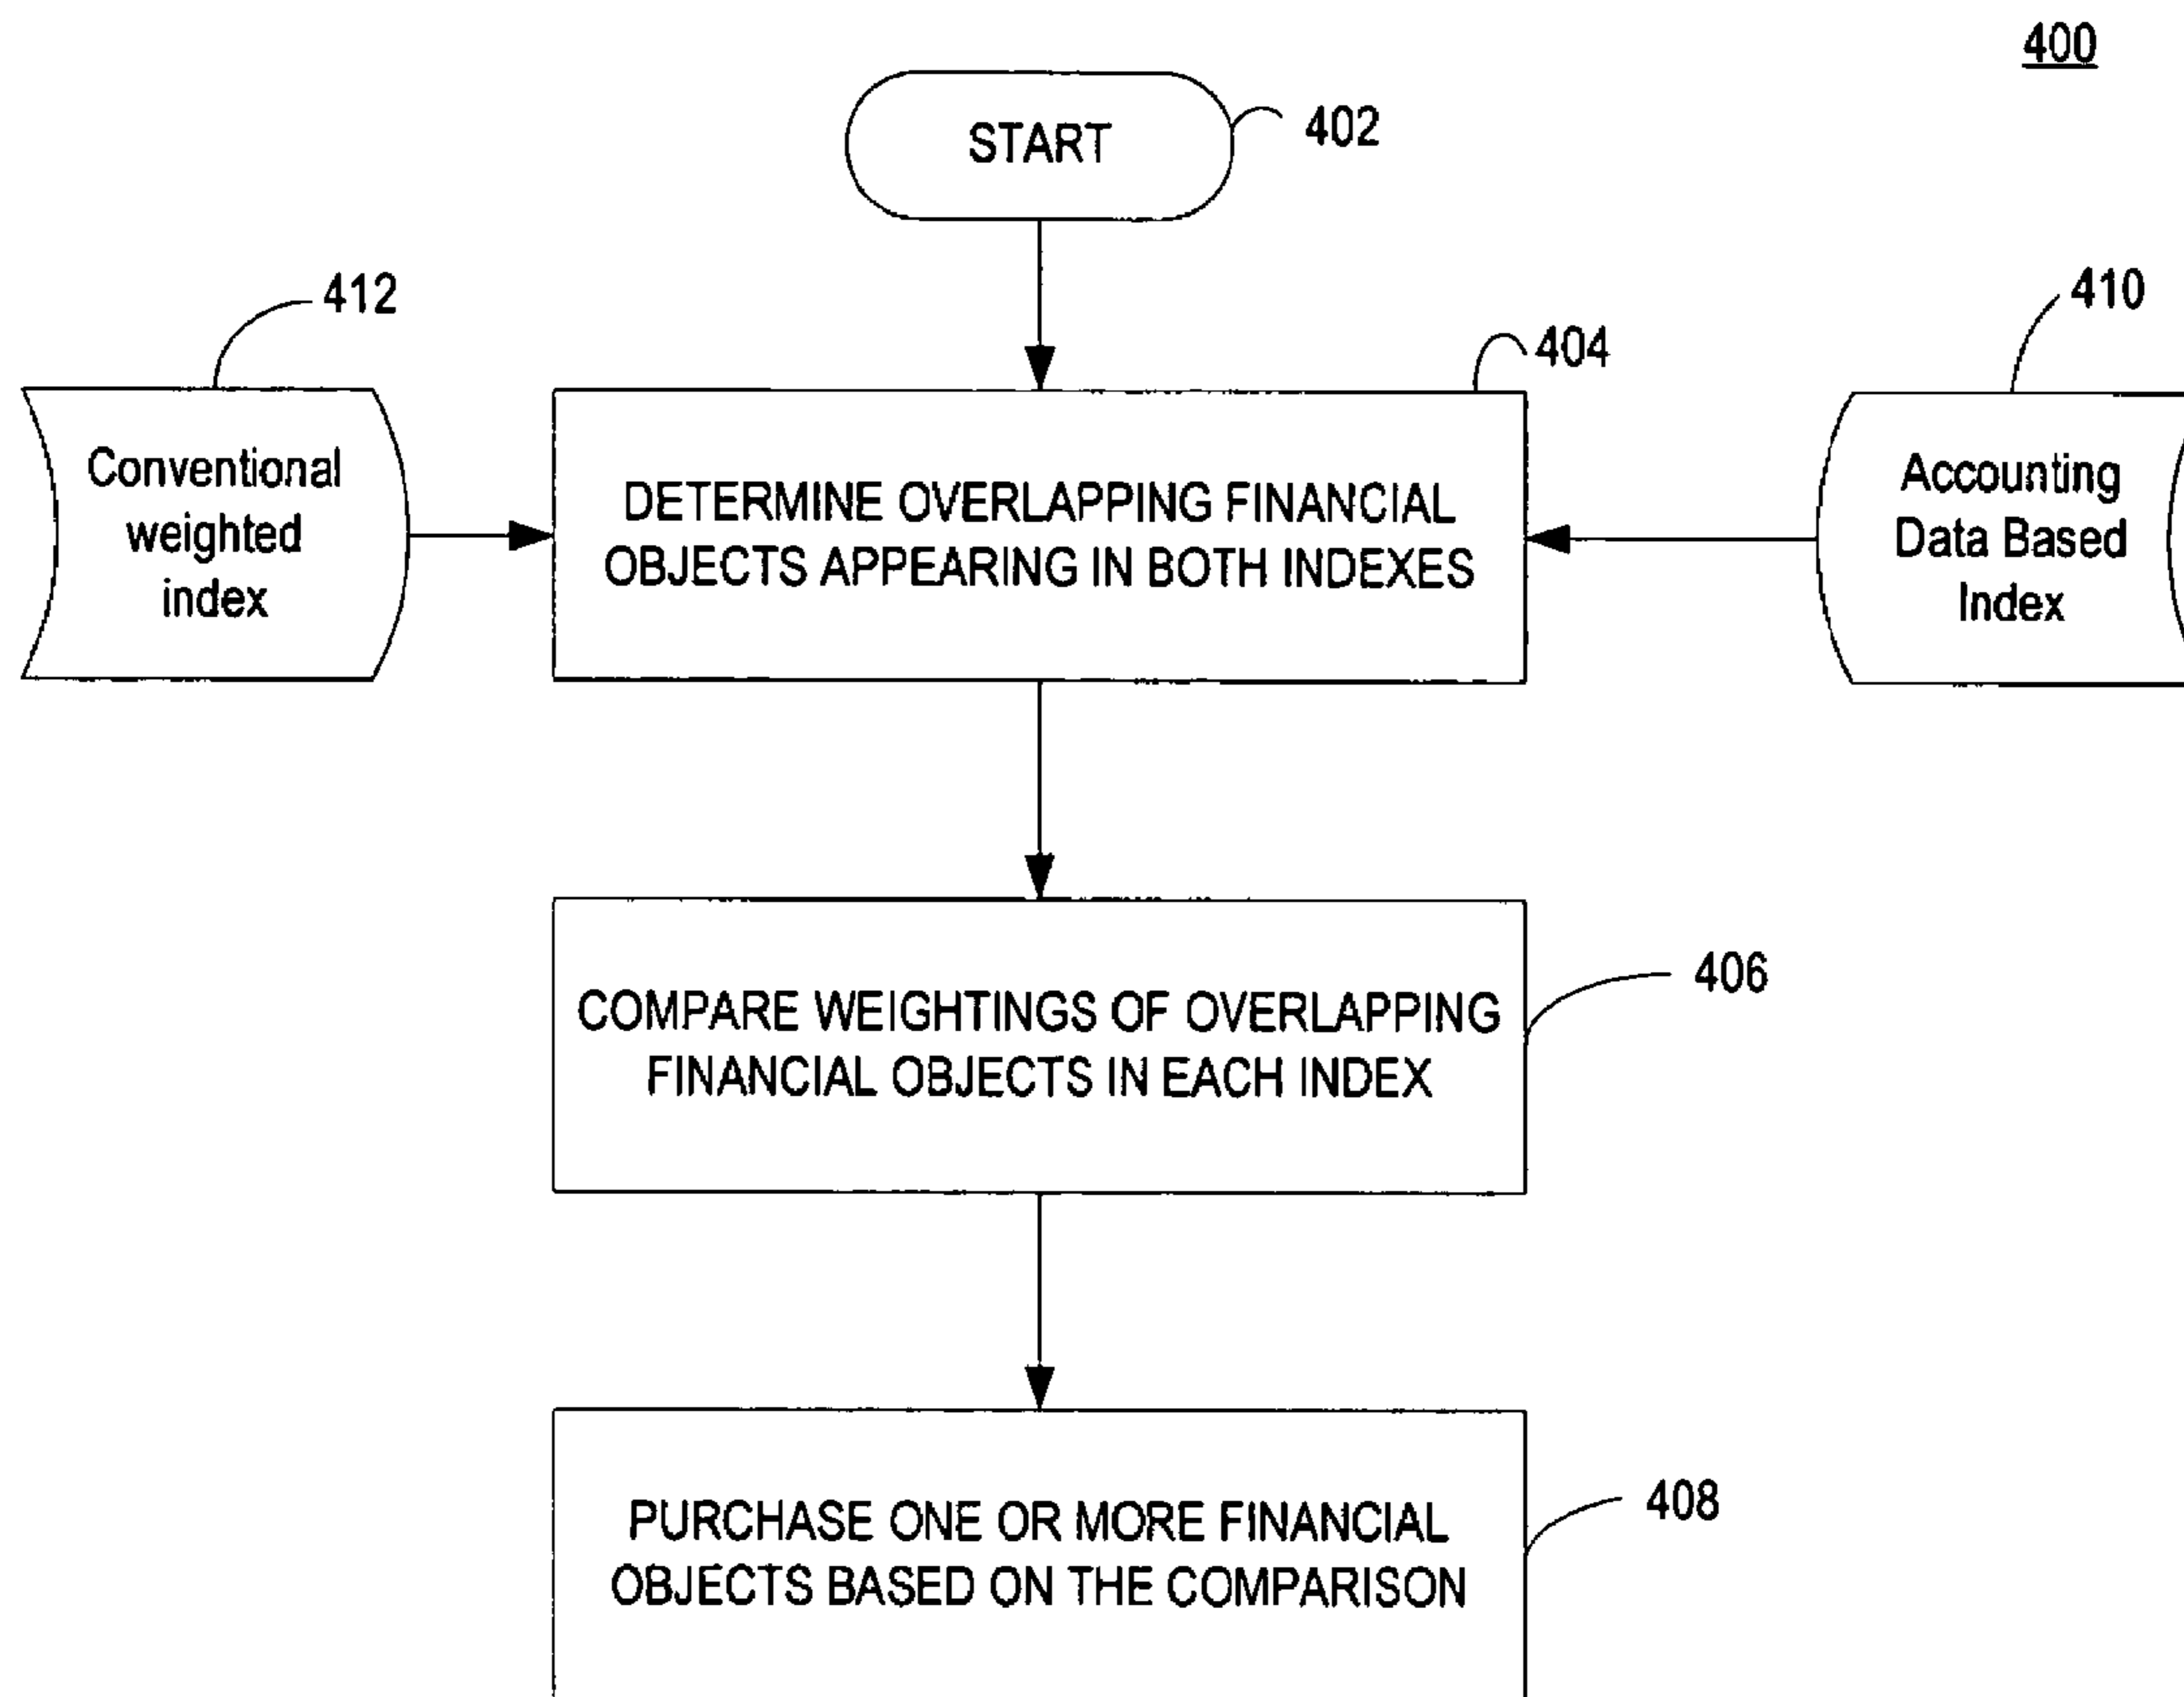 400
START
402
412
410
404
Conventional
weighted
index
DETERMINE OVERLAPPING FINANCIAL
OBJECTS APPEARING IN BOTH INDEXES
Accounting
Data Based
Index
406
COMPARE WEIGHTINGS OF OVERLAPPING
FINANCIAL OBJECTS IN EACH INDEX
408
PURCHASE ONE OR MORE FINANCIAL
OBJECTS BASED ON THE COMPARISON